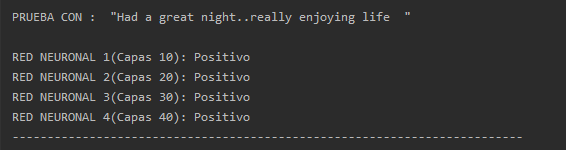 PRUEBA CON :  "Had a great night..really enjoying life  "
RED NEURONAL 1(Capas 10): Positivo
RED NEURONAL 2(Capas 20): Positivo
RED NEURONAL 3(Capas 30): Positivo
RED NEURONAL 4(Capas 40): Positivo
-------------------------------------------------------------------------